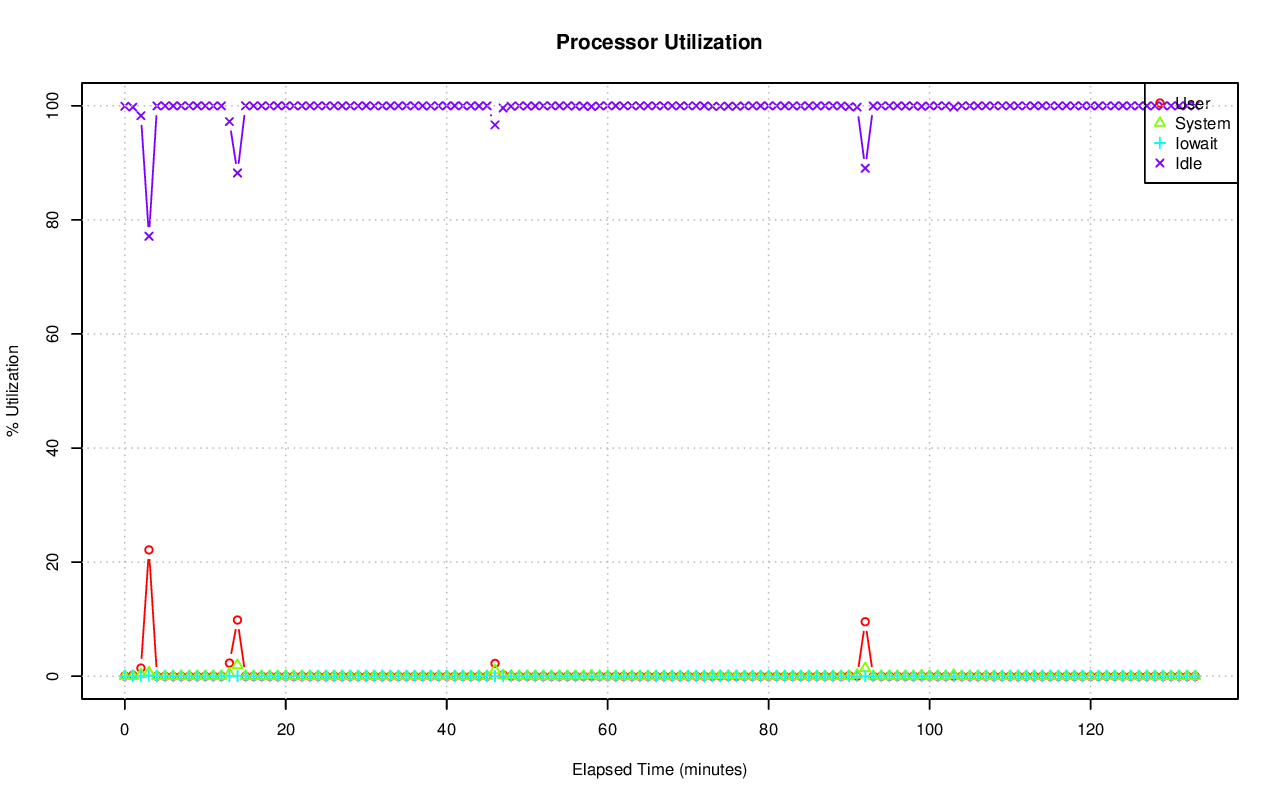 Processor Utilization
100
80
60
40
20
0
% Utilization
User
System
Iowait
Idle
0 20 40 60 80 100 120
Elapsed Time (minutes)